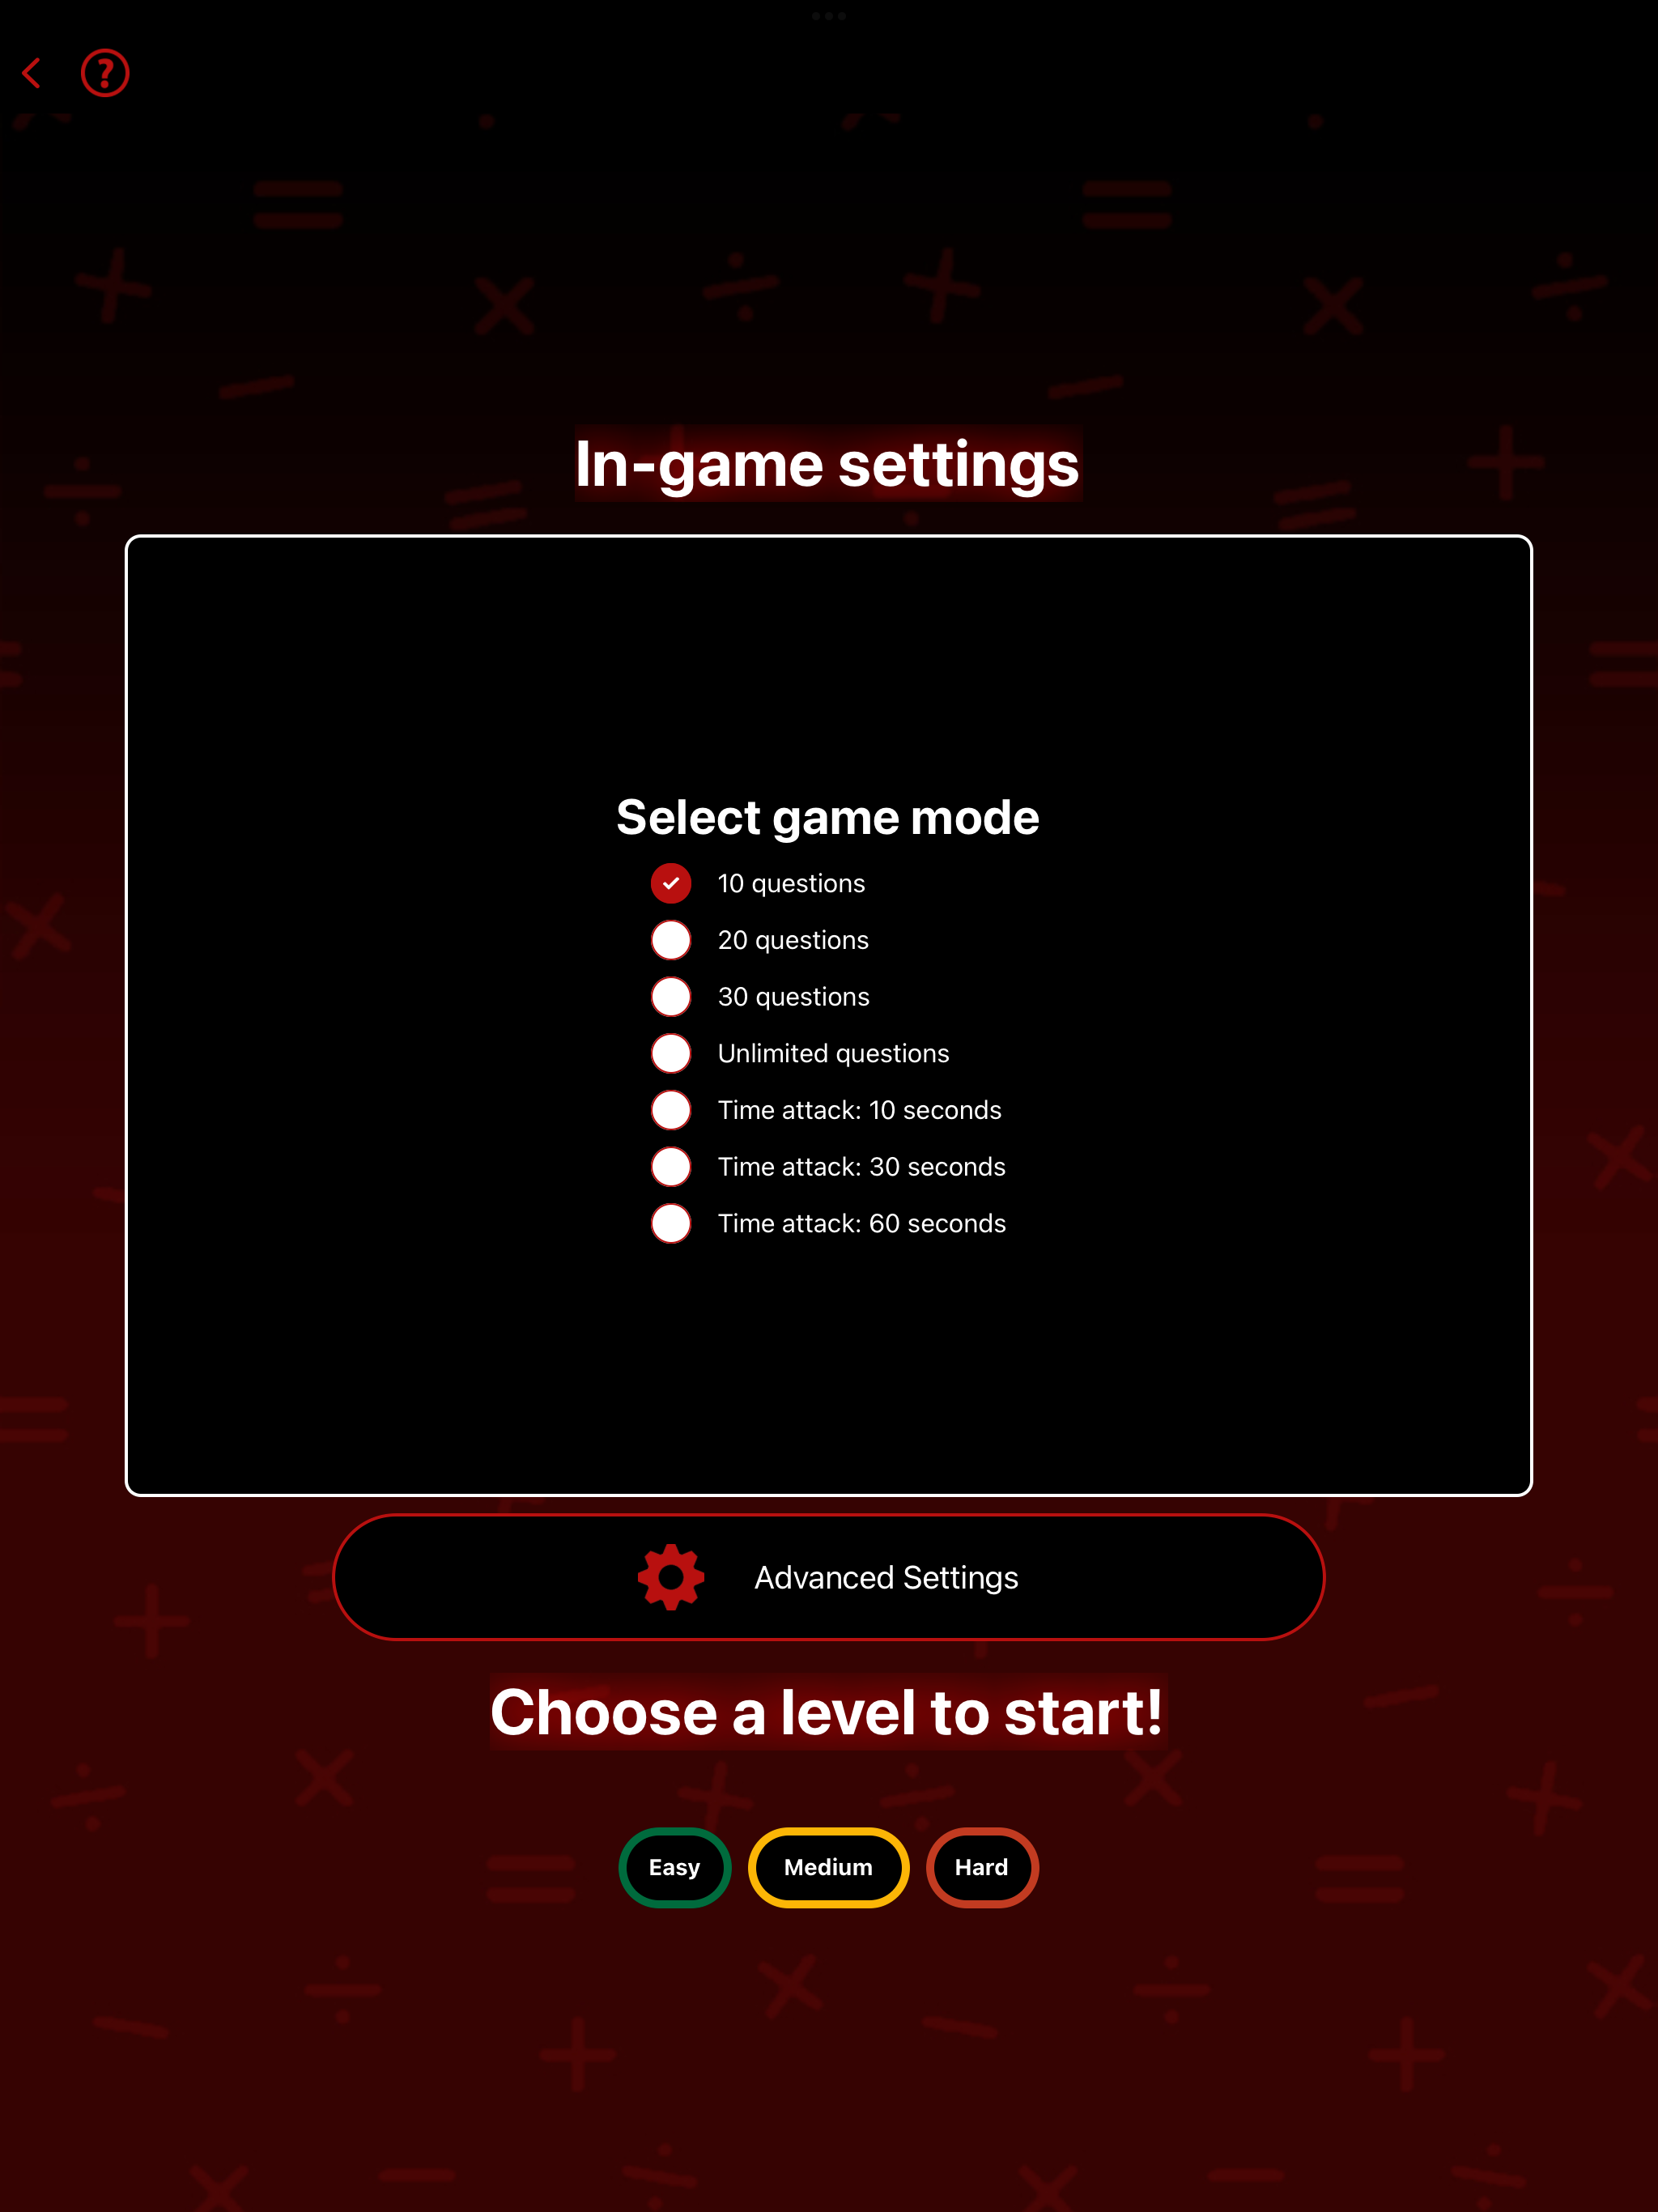 ?
In-game settings
Select game mode
10 questions
20 questions
30 questions
Unlimited questions
Time attack: 10 seconds
Time attack: 30 seconds
Time attack: 60 seconds
Advanced Settings
Choose a level to start!
Easy Medium Hard